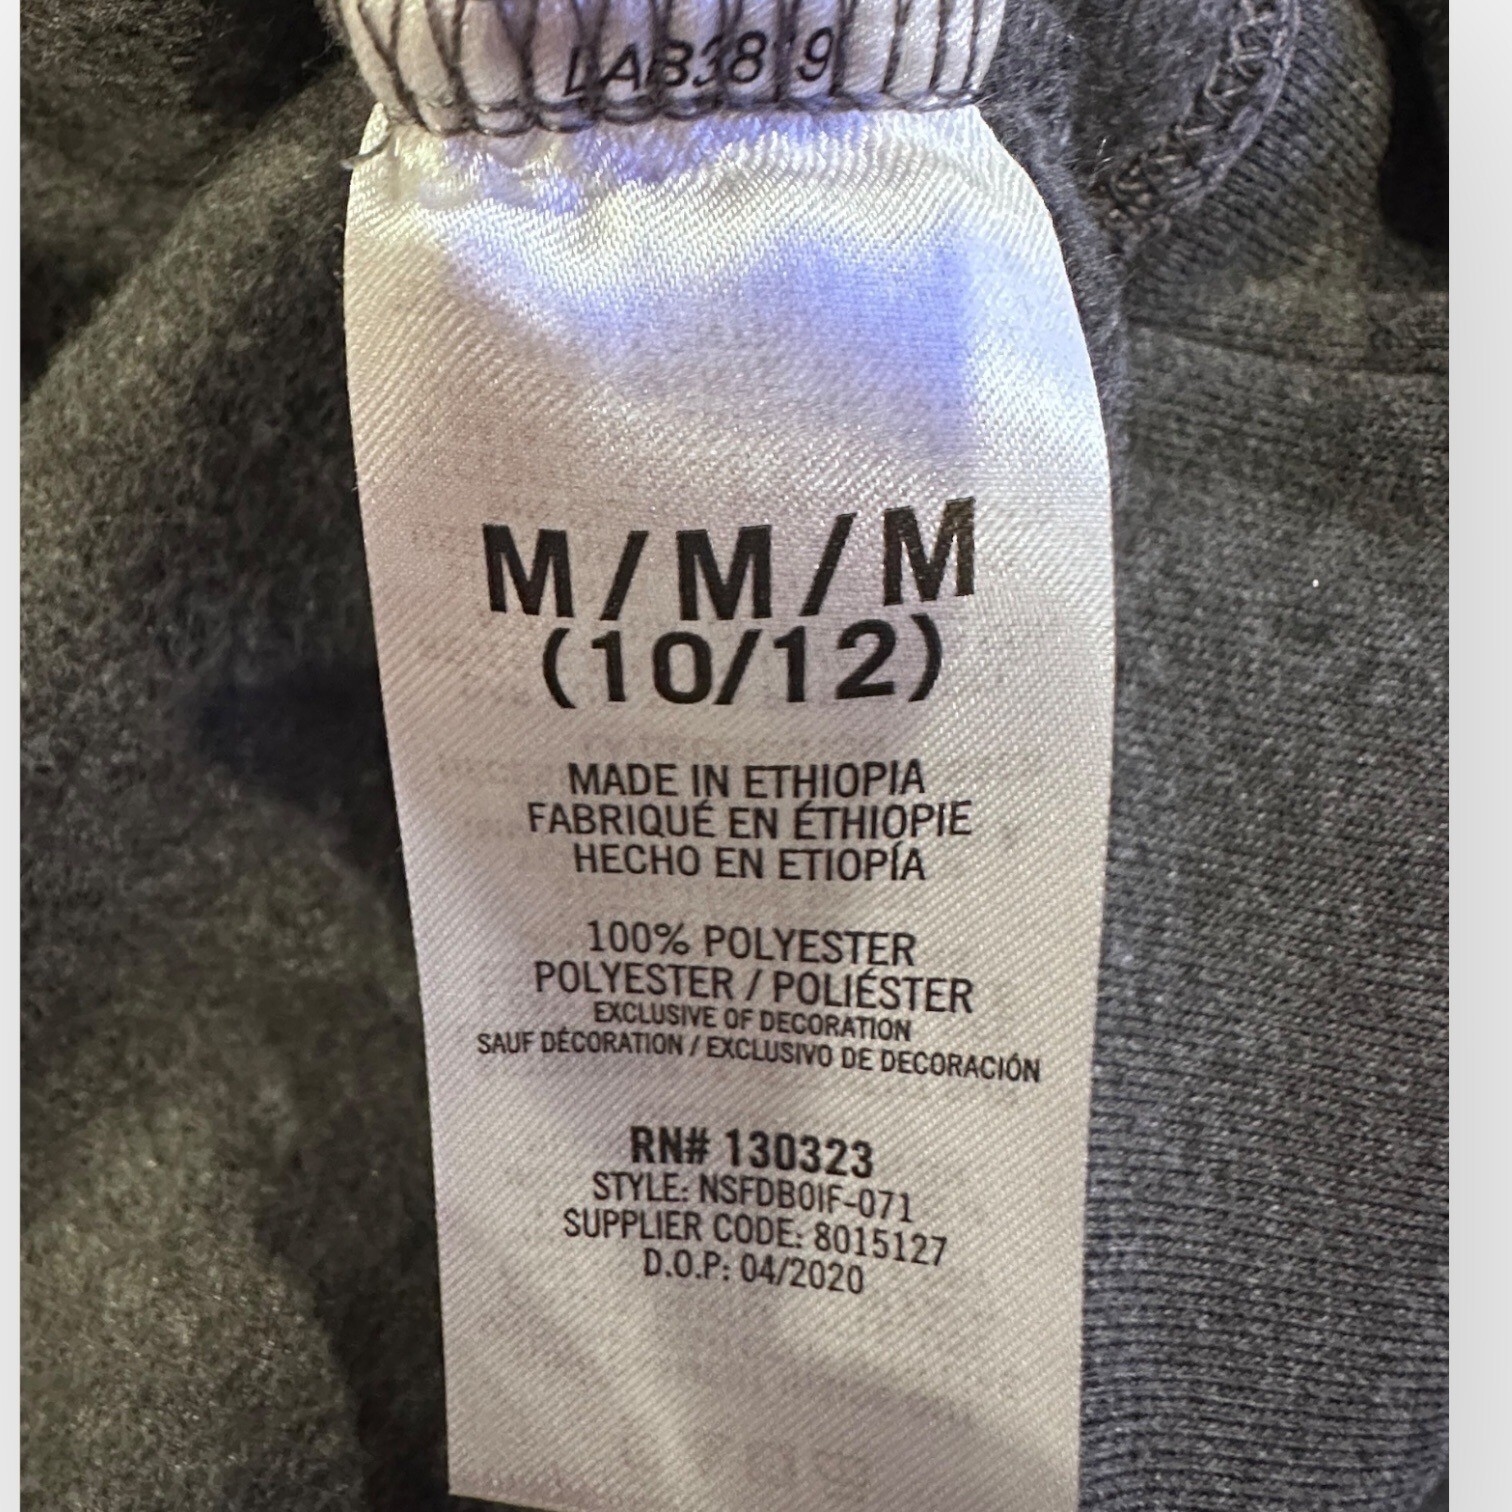 M / M / M
(10/12)
MADE IN ETHIOPIA
FABRIQUÉ EN ÉTHIOPIE
HECHO EN ETIOPÍA
100% POLYESTER
POLYESTER / POLIÉSTER
EXCLUSIVE OF DECORATION
SAUF DÉCORATION / EXCLUSIVO DE DECORACIÓN
RN# 130323
STYLE: NSFDB0IF-071
SUPPLIER CODE: 8015127
D.O.P: 04/2020